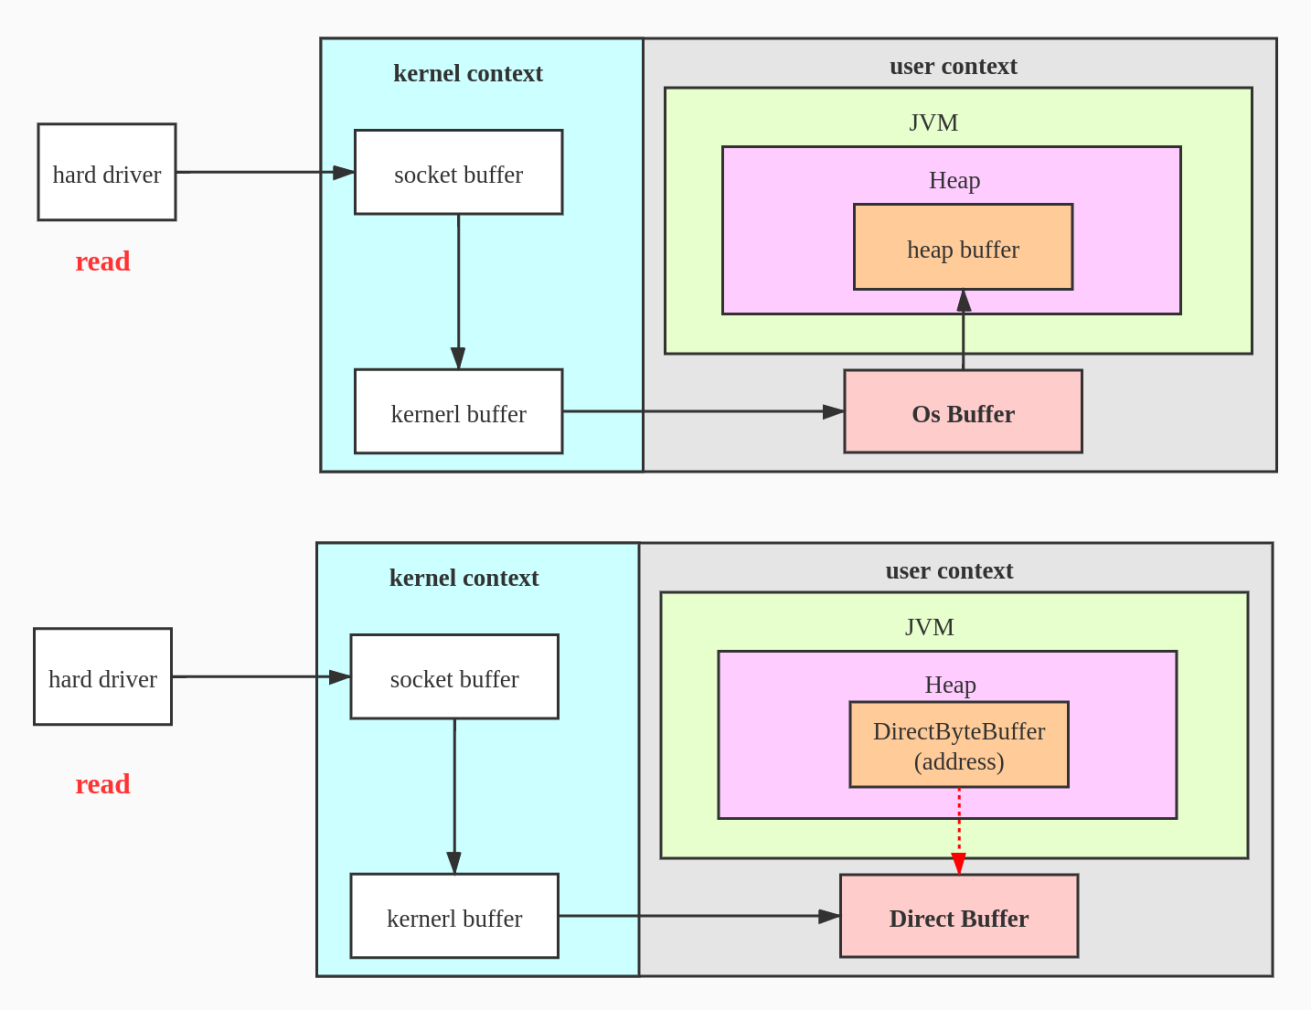 kernel context
user context
JVM
hard driver
socket buffer
Heap
heap buffer
read
kernerl buffer
Os Buffer
kernel context
user context
JVM
hard driver
socket buffer
Heap
DirectByteBuffer
(address)
read
kernerl buffer
Direct Buffer